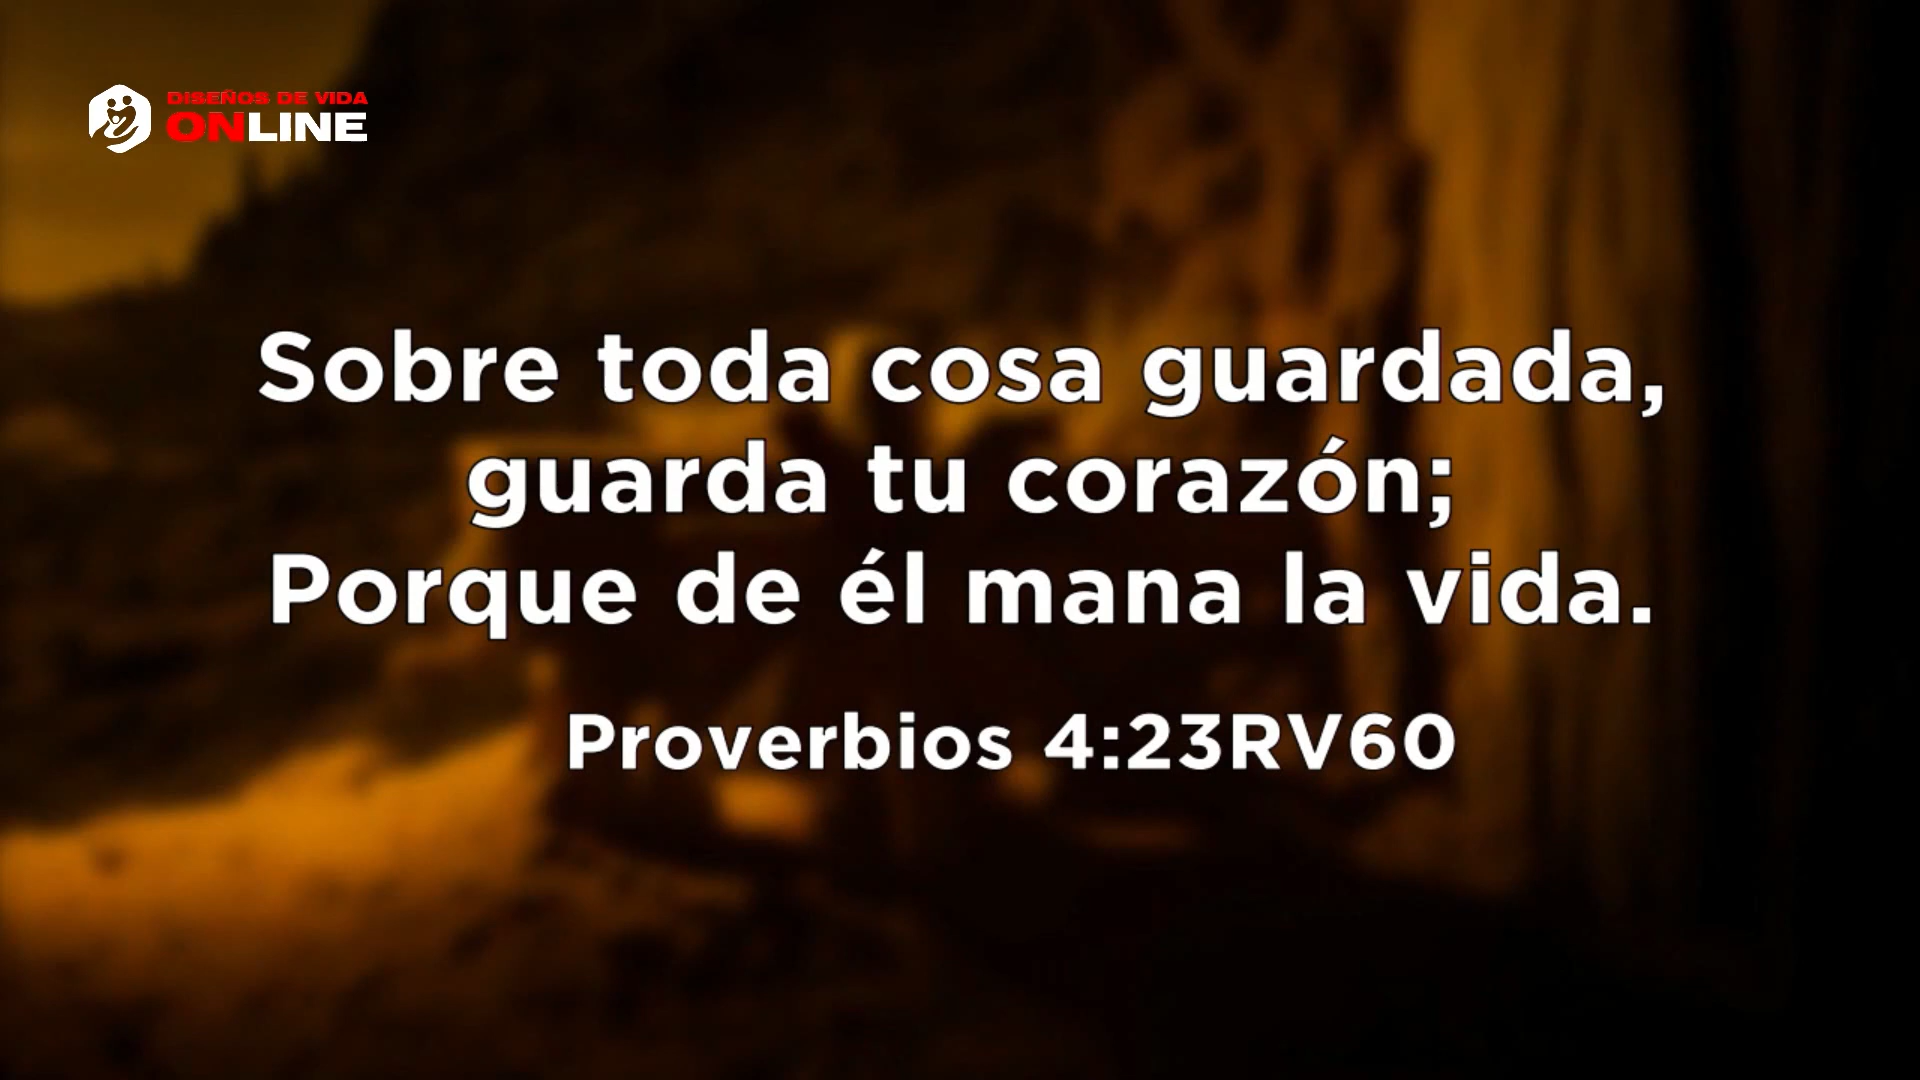 DISEÑOS DE VIDA
ONLINE
Sobre toda cosa guardada,
guarda tu corazón;
Porque de él mana la vida.
Proverbios 4:23RV60